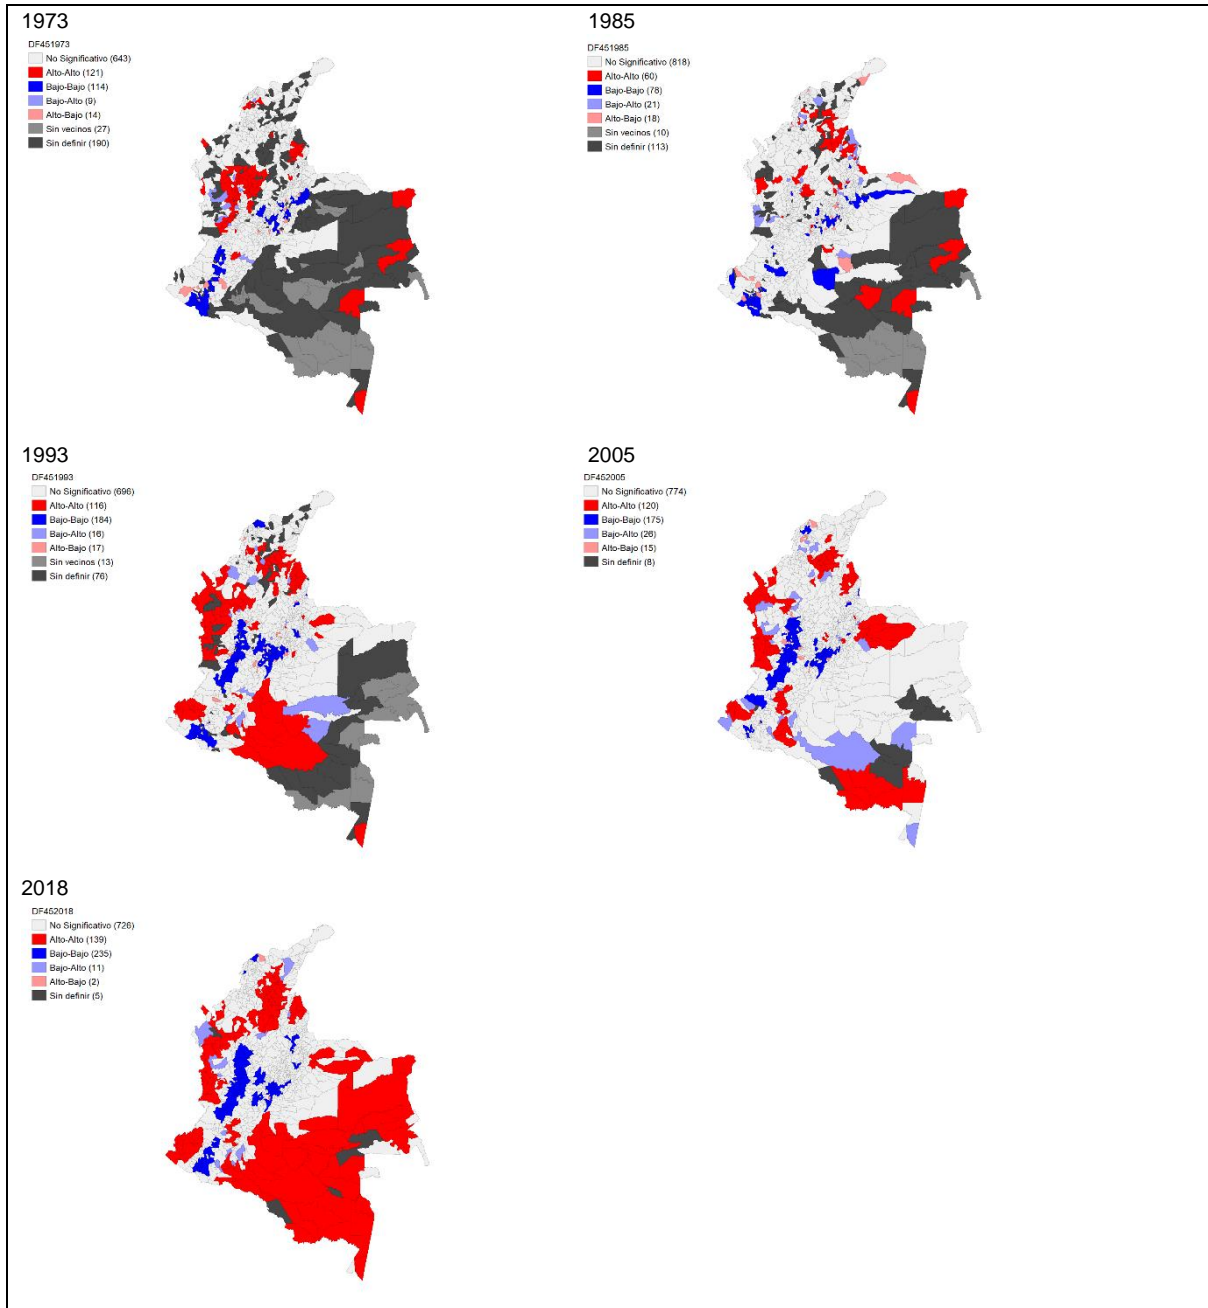 1973
DF451973
No Significativo (643)
Alto-Alto (121)
Bajo-Bajo (114)
Bajo-Alto (9)
Alto-Bajo (14)
Sin vecinos (27)
Sin definir (190)
1985
DF451985
No Significativo (818)
Alto-Alto (60)
Bajo-Bajo (78)
Bajo-Alto (21)
Alto-Bajo (18)
Sin vecinos (10)
Sin definir (113)
1993
DF451993
No Significativo (696)
Alto-Alto (116)
Bajo-Bajo (184)
Bajo-Alto (16)
Alto-Bajo (17)
Sin vecinos (13)
Sin definir (76)
2005
DF452005
No Significativo (774)
Alto-Alto (120)
Bajo-Bajo (175)
Bajo-Alto (26)
Alto-Bajo (15)
Sin definir (8)
2018
DF452018
No Significativo (726)
Alto-Alto (139)
Bajo-Bajo (235)
Bajo-Alto (11)
Alto-Bajo (2)
Sin definir (5)